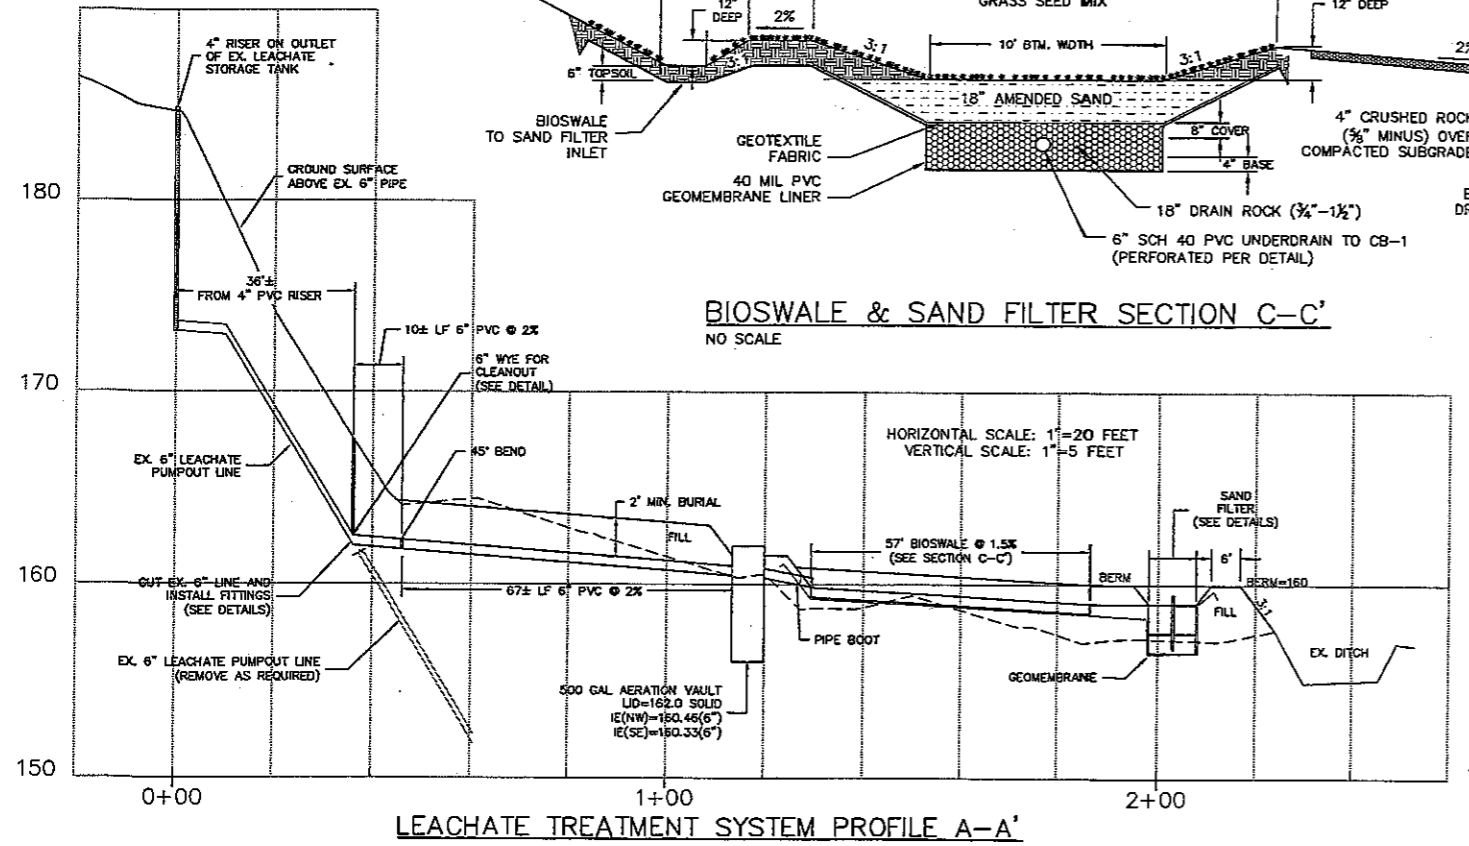 12"
DEEP
2%
GRASS SEED MIX
12" DEEP
4" RISER ON OUTLET
OF EX. LEACHATE
STORAGE TANK
3:1
10' BTM. WDTH
3:1
2%
6" TOPSOIL
3:1
18" AMENDED SAND
BIOSWALE
TO SAND FILTER
INLET
GEOTEXTILE
FABRIC
8" COVER
4" BASE
4" CRUSHED ROCK
(⅝" MINUS) OVER
COMPACTED SUBGRADE
40 MIL PVC
GEOMEMBRANE LINER
18" DRAIN ROCK (¾"-1½")
6" SCH 40 PVC UNDERDRAIN TO CB-1
(PERFORATED PER DETAIL)
BIOSWALE & SAND FILTER SECTION C-C'
NO SCALE
GROUND SURFACE
ABOVE EX. 6" PIPE
180
36'±
FROM 4" PVC RISER
10± LF 6" PVC @ 2%
6" WYE FOR
CLEANOUT
(SEE DETAIL)
170
HORIZONTAL SCALE: 1"=20 FEET
VERTICAL SCALE: 1"=5 FEET
EX. 6" LEACHATE
PUMPOUT LINE
45° BEND
2' MIN. BURIAL
FILL
SAND
FILTER
(SEE DETAILS)
57' BIOSWALE @ 1.5%
(SEE SECTION C-C')
6'
BERM
BERM=160
160
CUT EX. 6" LINE AND
INSTALL FITTINGS
(SEE DETAILS)
67± LF 6" PVC @ 2%
3:1
FILL
PIPE BOOT
EX. DITCH
EX. 6" LEACHATE PUMPOUT LINE
(REMOVE AS REQUIRED)
GEOMEMBRANE
500 GAL AERATION VAULT
LID=162.0 SOLID
IE(NW)=160.46(6")
IE(SE)=160.33(6")
150
0+00
1+00
2+00
LEACHATE TREATMENT SYSTEM PROFILE A-A'